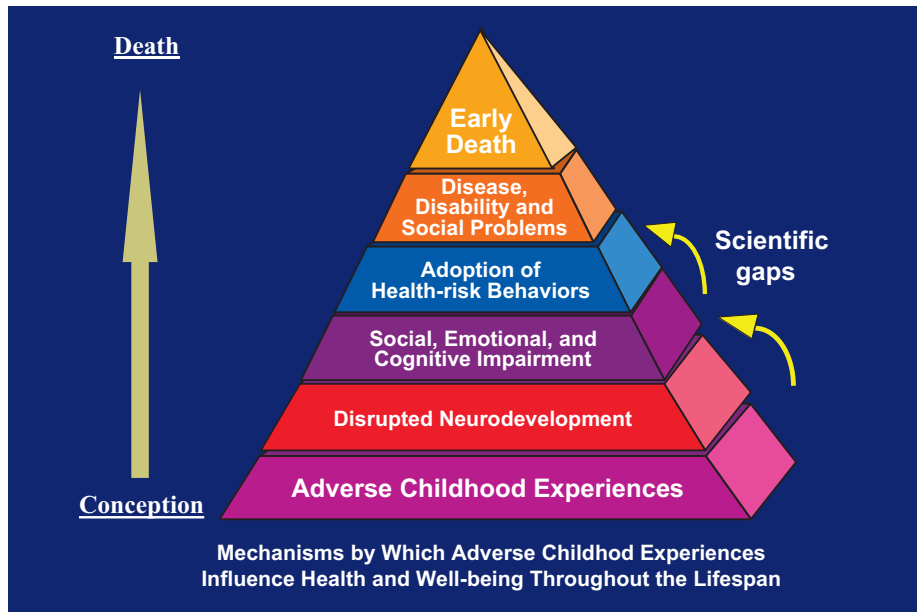 Death
Early
Death
Disease,
Disability and
Social Problems
Scientific
gaps
Adoption of
Health-risk Behaviors
Social, Emotional, and
Cognitive Impairment
Disrupted Neurodevelopment
Adverse Childhood Experiences
Conception
Mechanisms by Which Adverse Childhod Experiences
Influence Health and Well-being Throughout the Lifespan